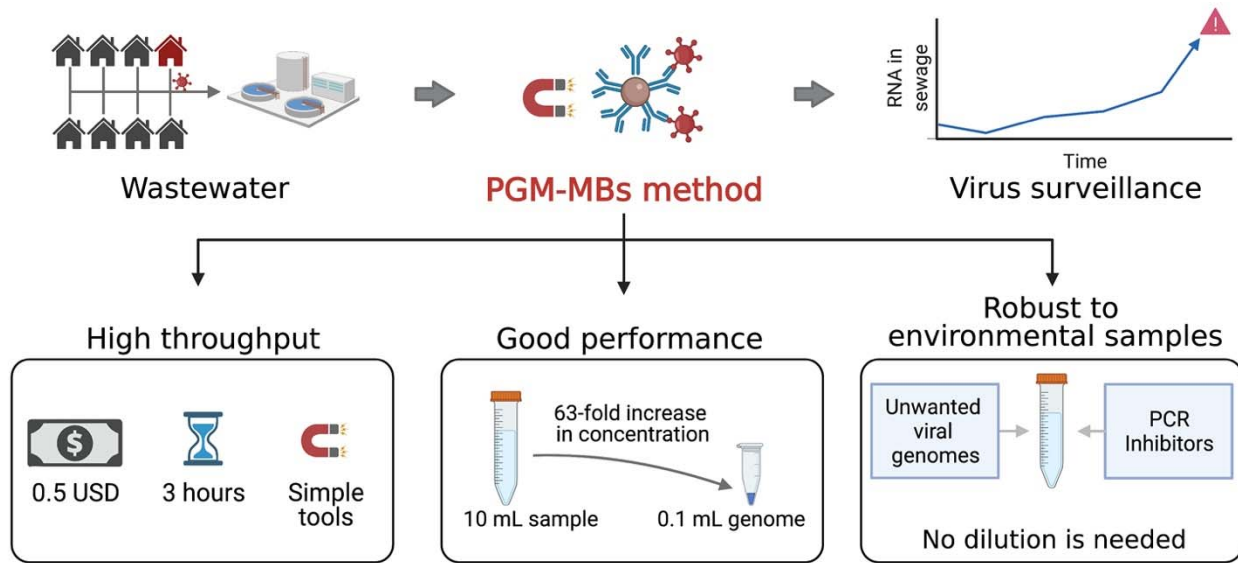 RNA in
sewage
Time
Wastewater
PGM-MBs method
Virus surveillance
High throughput
0.5 USD
3 hours
Simple
tools
Good performance
63-fold increase
in concentration
10 mL sample
0.1 mL genome
Robust to
environmental samples
Unwanted
viral
genomes
PCR
Inhibitors
No dilution is needed